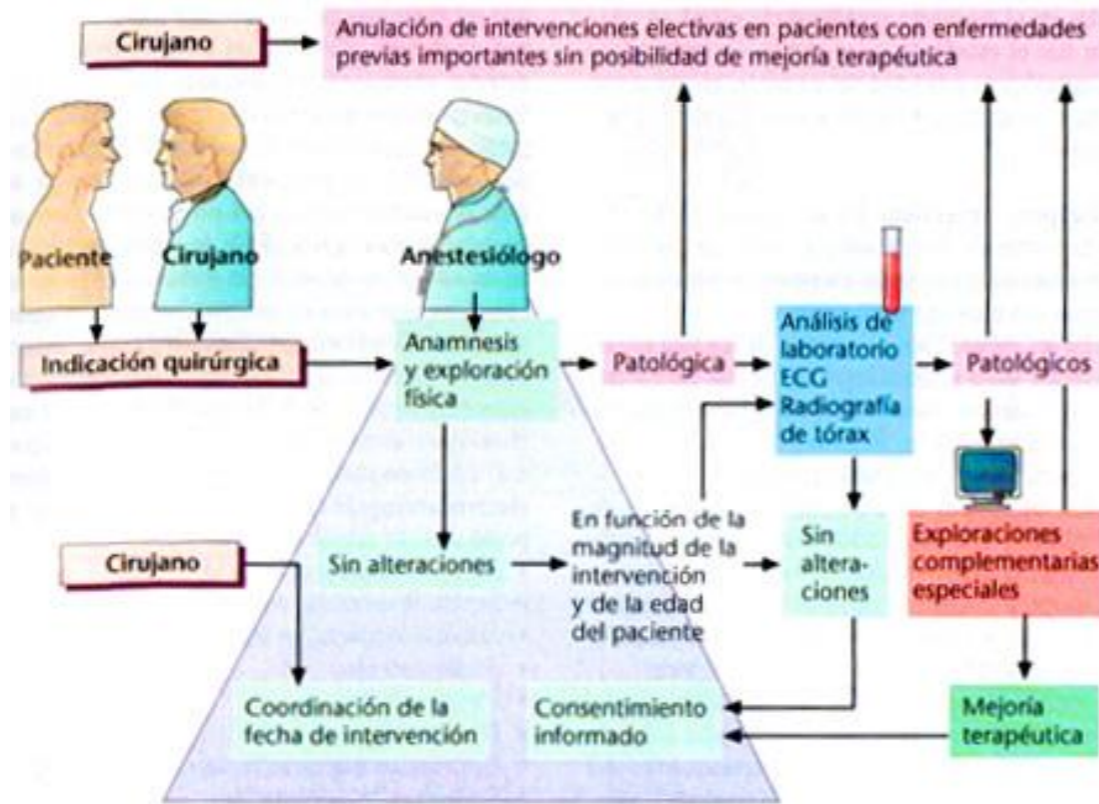 Cirujano
Anulación de intervenciones electivas en pacientes con enfermedades
previas importantes sin posibilidad de mejoría terapéutica
Paciente
Cirujano
Anestesiólogo
Indicación quirúrgica
Anamnesis
y exploración
física
Patológica
Análisis de
laboratorio
ECG
Radiografía
de tórax
Patológicos
Cirujano
Sin alteraciones
En función de la
magnitud de la
intervención
y de la edad
del paciente
Sin
altera-
ciones
Exploraciones
complementarias
especiales
Coordinación de la
fecha de intervención
Consentimiento
informado
Mejoría
terapéutica